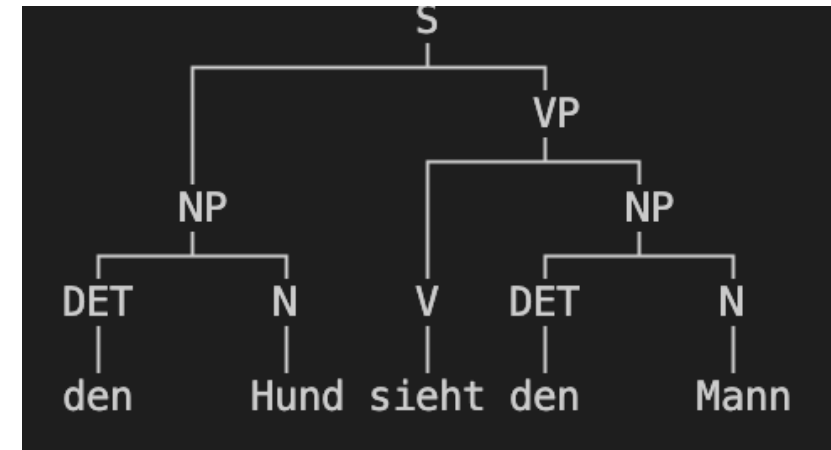 S
VP
NP NP
DET N V DET N
den Hund sieht den Mann